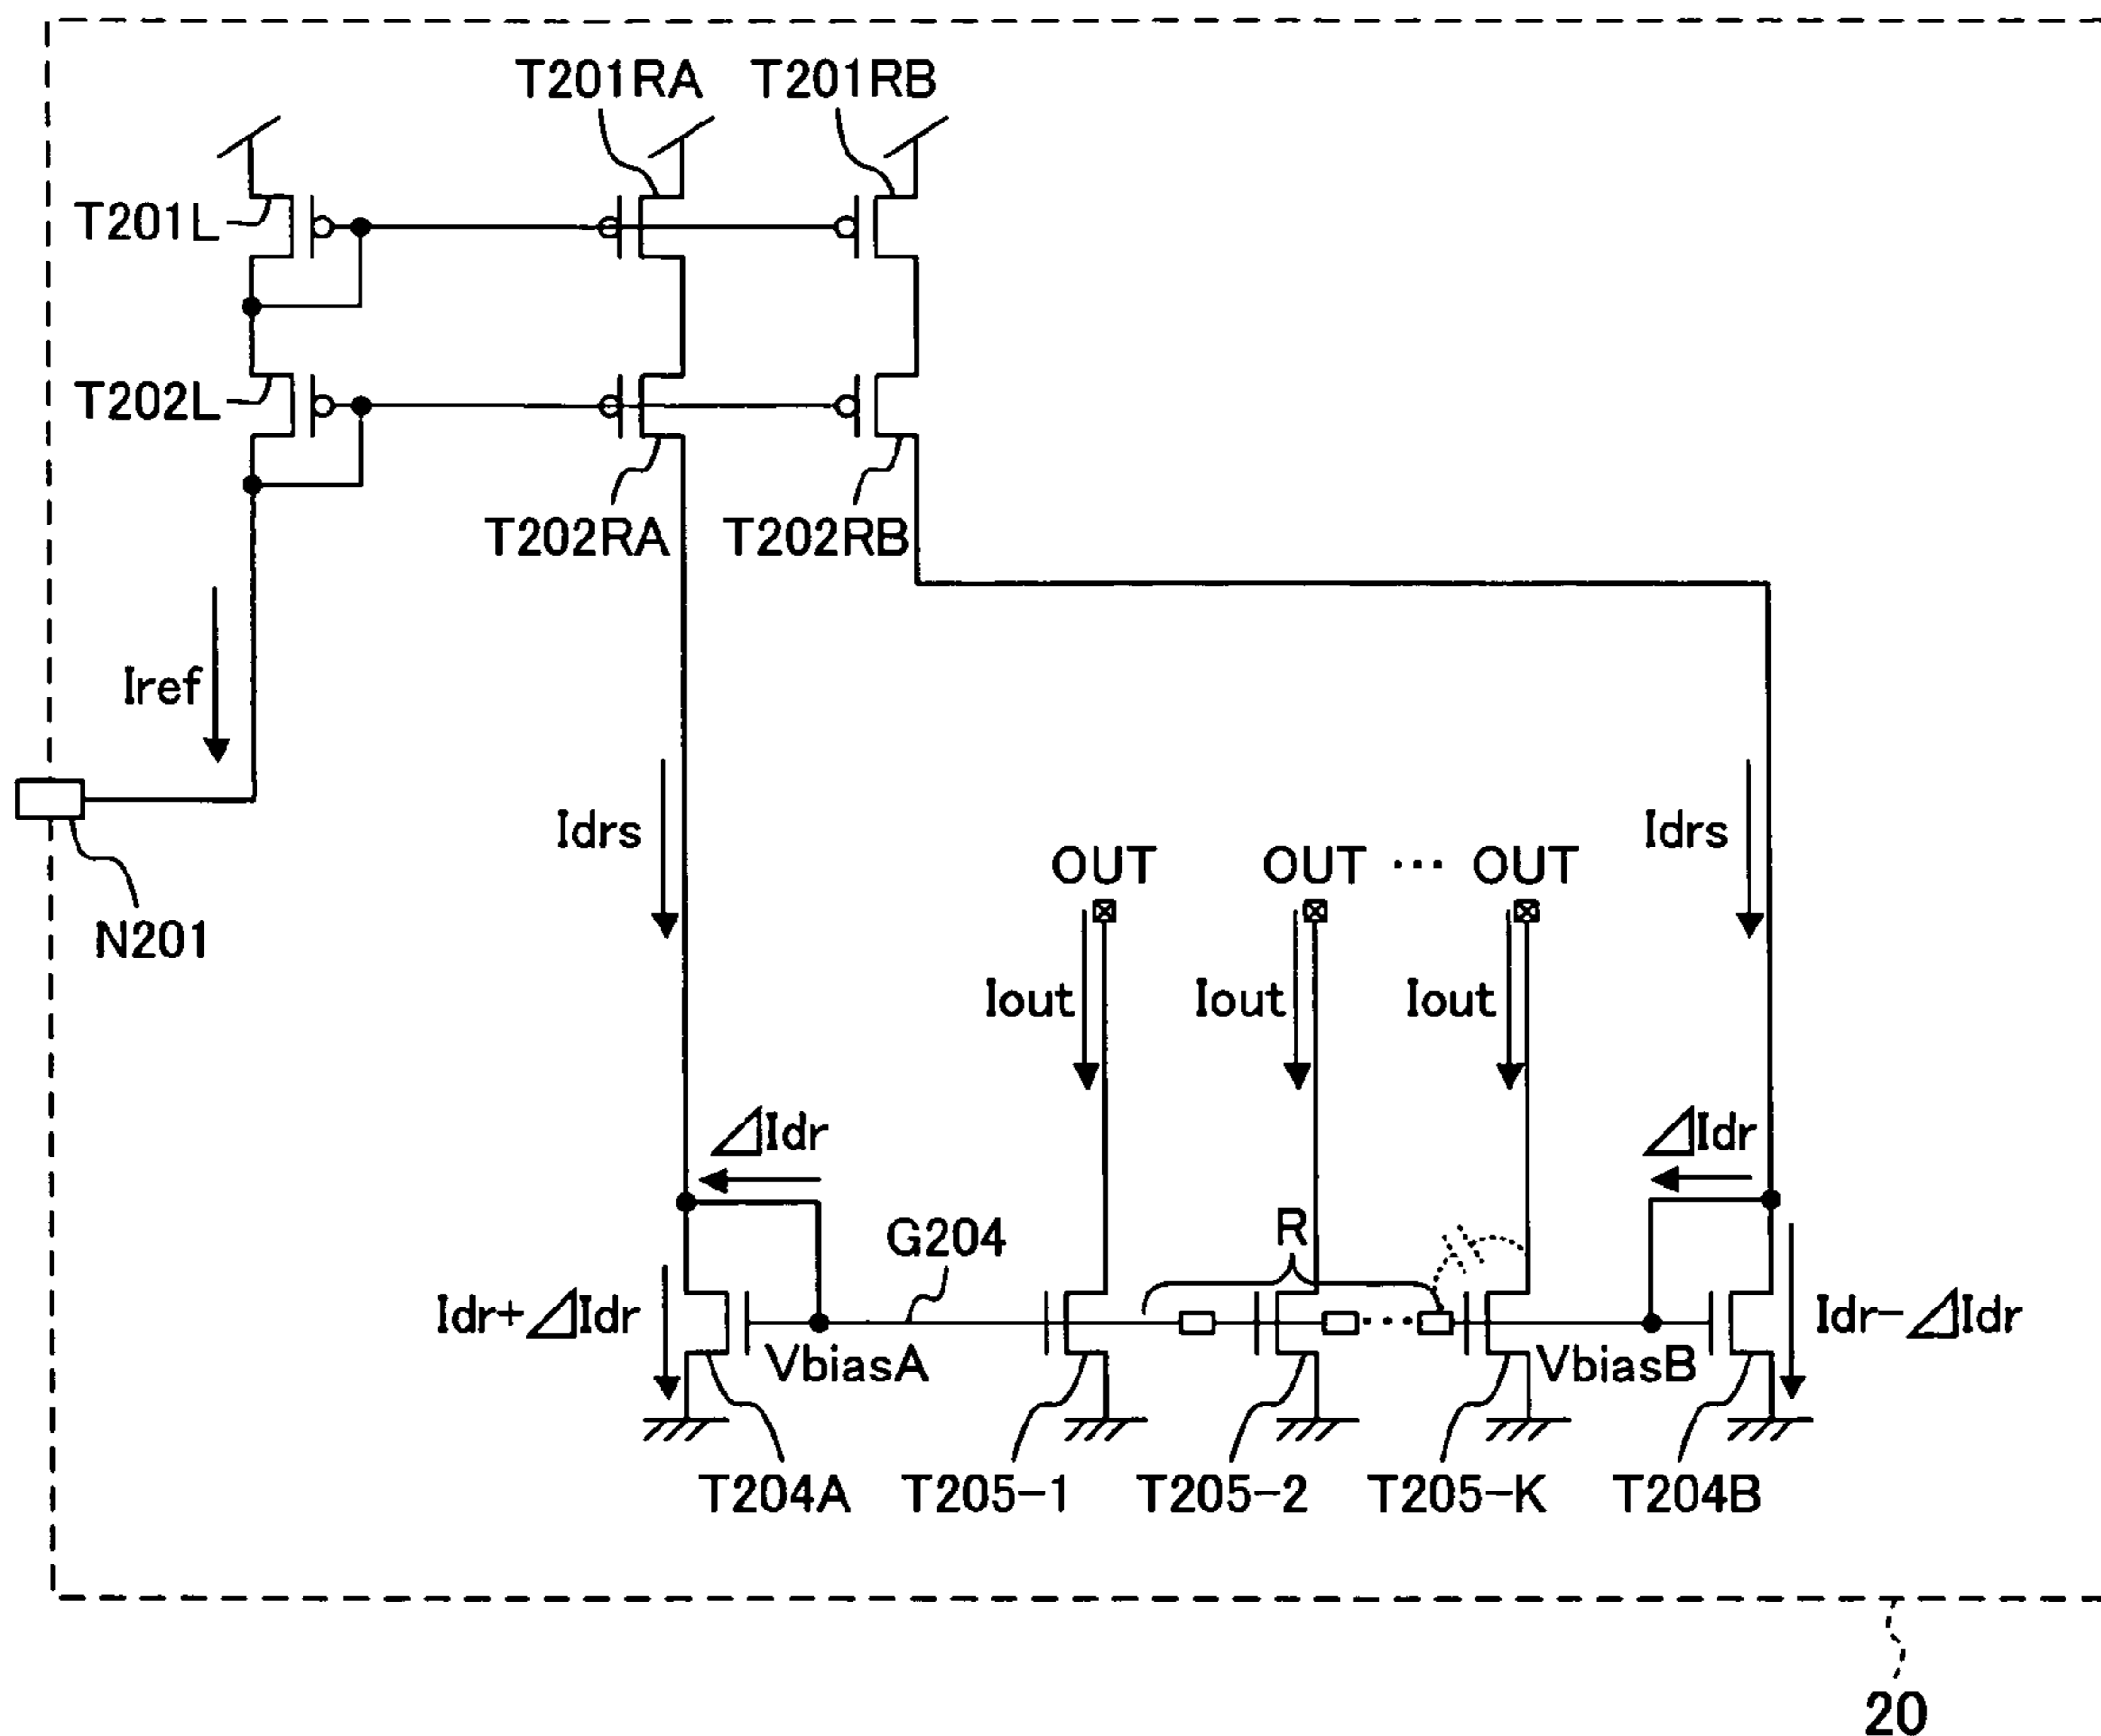 T201RA T201RB
T201L
T202L
T202RA T202RB
Iref
Idrs Idrs
N201
OUT OUT ··· OUT
Iout Iout Iout
⊿Idr ⊿Idr
G204 R
Idr+⊿Idr Idr-⊿Idr
VbiasA VbiasB
T204A T205-1 T205-2 T205-K T204B
20